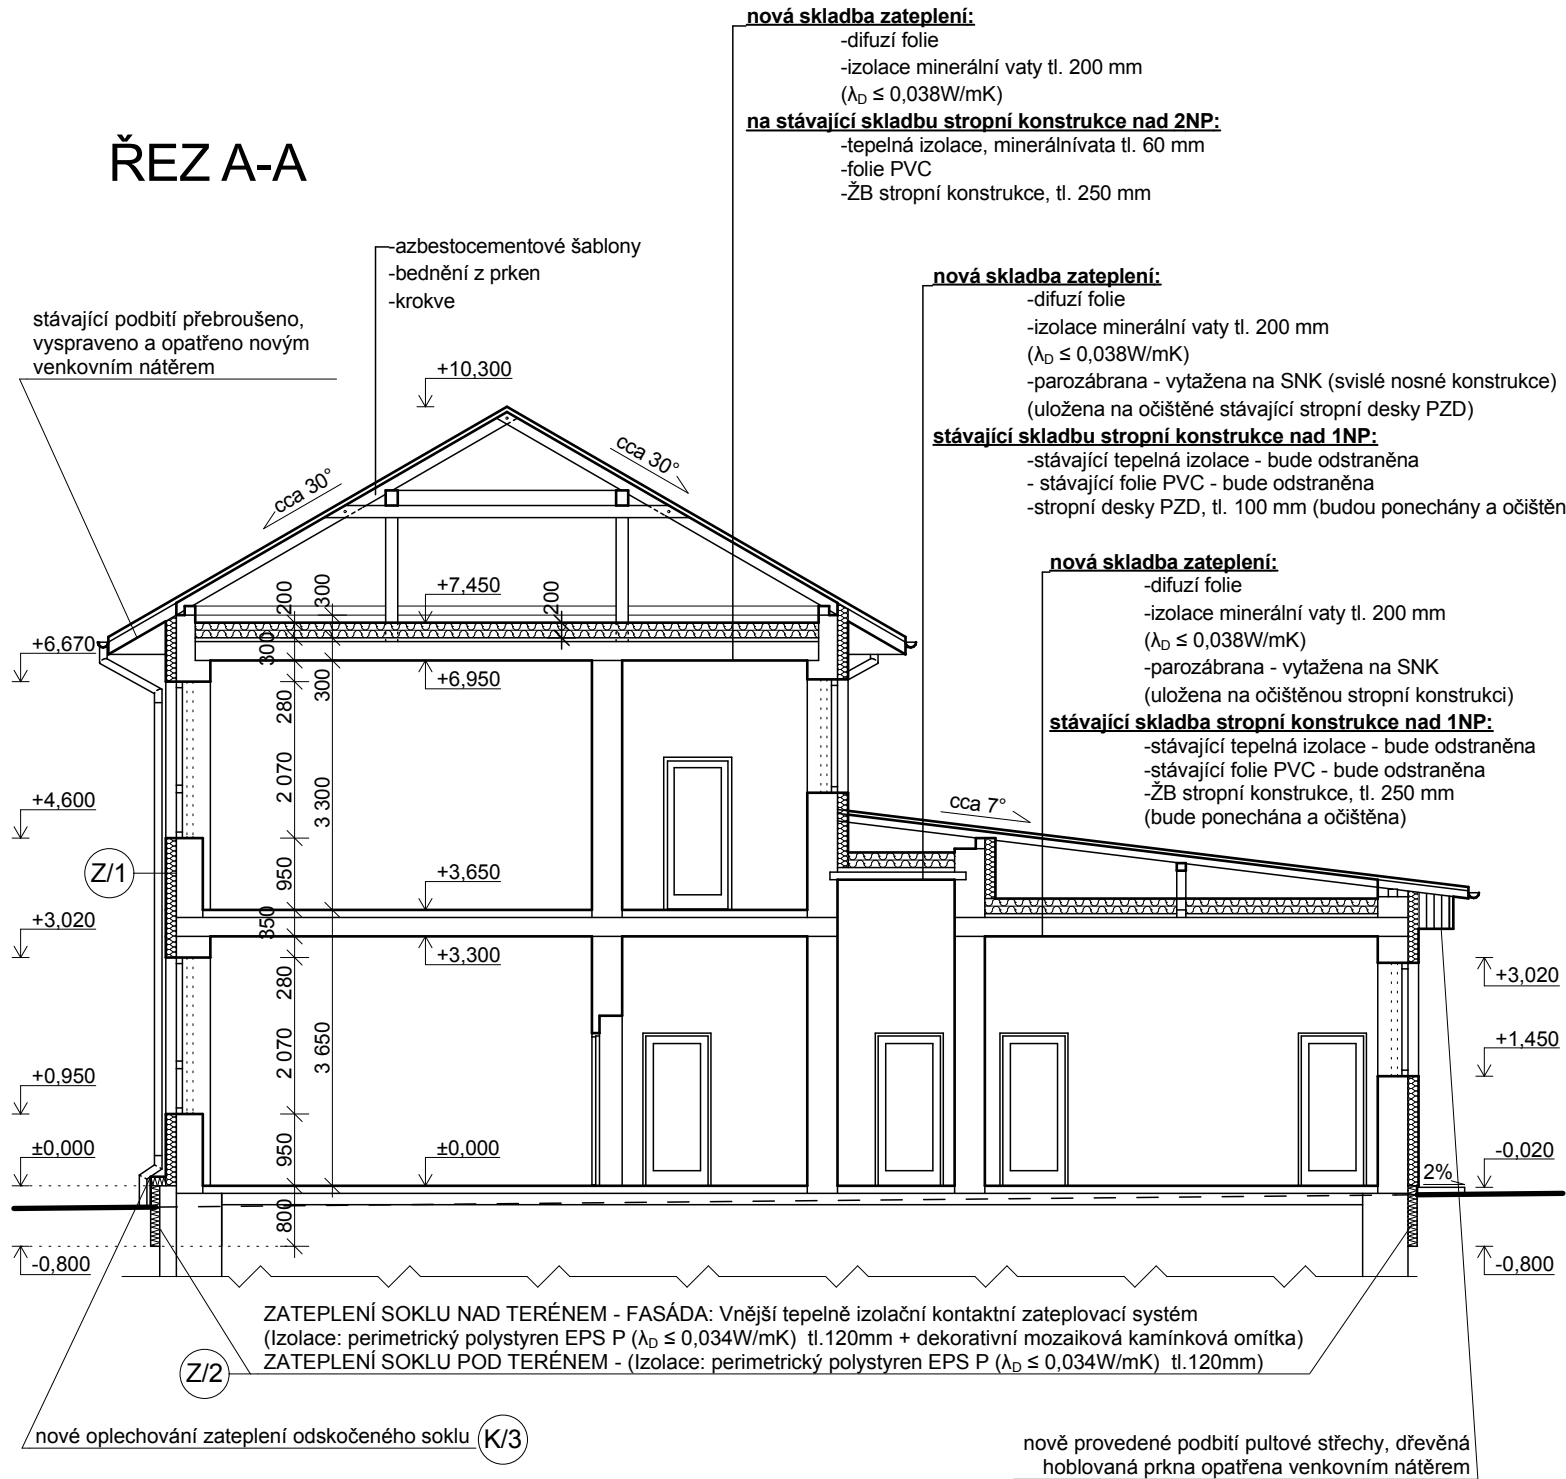 nová skladba zateplení:
-difuzí folie
-izolace minerální vaty tl. 200 mm
(λD ≤ 0,038W/mK)
na stávající skladbu stropní konstrukce nad 2NP:
-tepelná izolace, minerálnívata tl. 60 mm
-folie PVC
-ŽB stropní konstrukce, tl. 250 mm
ŘEZ A-A
-azbestocementové šablony
-bednění z prken
-krokve
stávající podbití přebroušeno,
vyspraveno a opatřeno novým
venkovním nátěrem
nová skladba zateplení:
-difuzí folie
-izolace minerální vaty tl. 200 mm
(λD ≤ 0,038W/mK)
-parozábrana - vytažena na SNK (svislé nosné konstrukce)
(uložena na očištěné stávající stropní desky PZD)
stávající skladbu stropní konstrukce nad 1NP:
-stávající tepelná izolace - bude odstraněna
- stávající folie PVC - bude odstraněna
-stropní desky PZD, tl. 100 mm (budou ponechány a očištěn
nová skladba zateplení:
-difuzí folie
-izolace minerální vaty tl. 200 mm
(λD ≤ 0,038W/mK)
-parozábrana - vytažena na SNK
(uložena na očištěnou stropní konstrukci)
stávající skladba stropní konstrukce nad 1NP:
-stávající tepelná izolace - bude odstraněna
-stávající folie PVC - bude odstraněna
-ŽB stropní konstrukce, tl. 250 mm
(bude ponechána a očištěna)
+10,300
cca 30°
cca 30°
+7,450
200
300
200
+6,670
300
300
+6,950
280
2 070
3 300
+4,600
cca 7°
Z/1
950
+3,650
+3,020
350
+3,300
280
+3,020
2 070
3 650
+1,450
+0,950
950
±0,000
±0,000
-0,020
2%
800
-0,800
-0,800
ZATEPLENÍ SOKLU NAD TERÉNEM - FASÁDA: Vnější tepelně izolační kontaktní zateplovací systém
(Izolace: perimetrický polystyren EPS P (λD ≤ 0,034W/mK) tl.120mm + dekorativní mozaiková kamínková omítka)
ZATEPLENÍ SOKLU POD TERÉNEM - (Izolace: perimetrický polystyren EPS P (λD ≤ 0,034W/mK) tl.120mm)
Z/2
nové oplechování zateplení odskočeného soklu
K/3
nově provedené podbití pultové střechy, dřevěná
hoblovaná prkna opatřena venkovním nátěrem